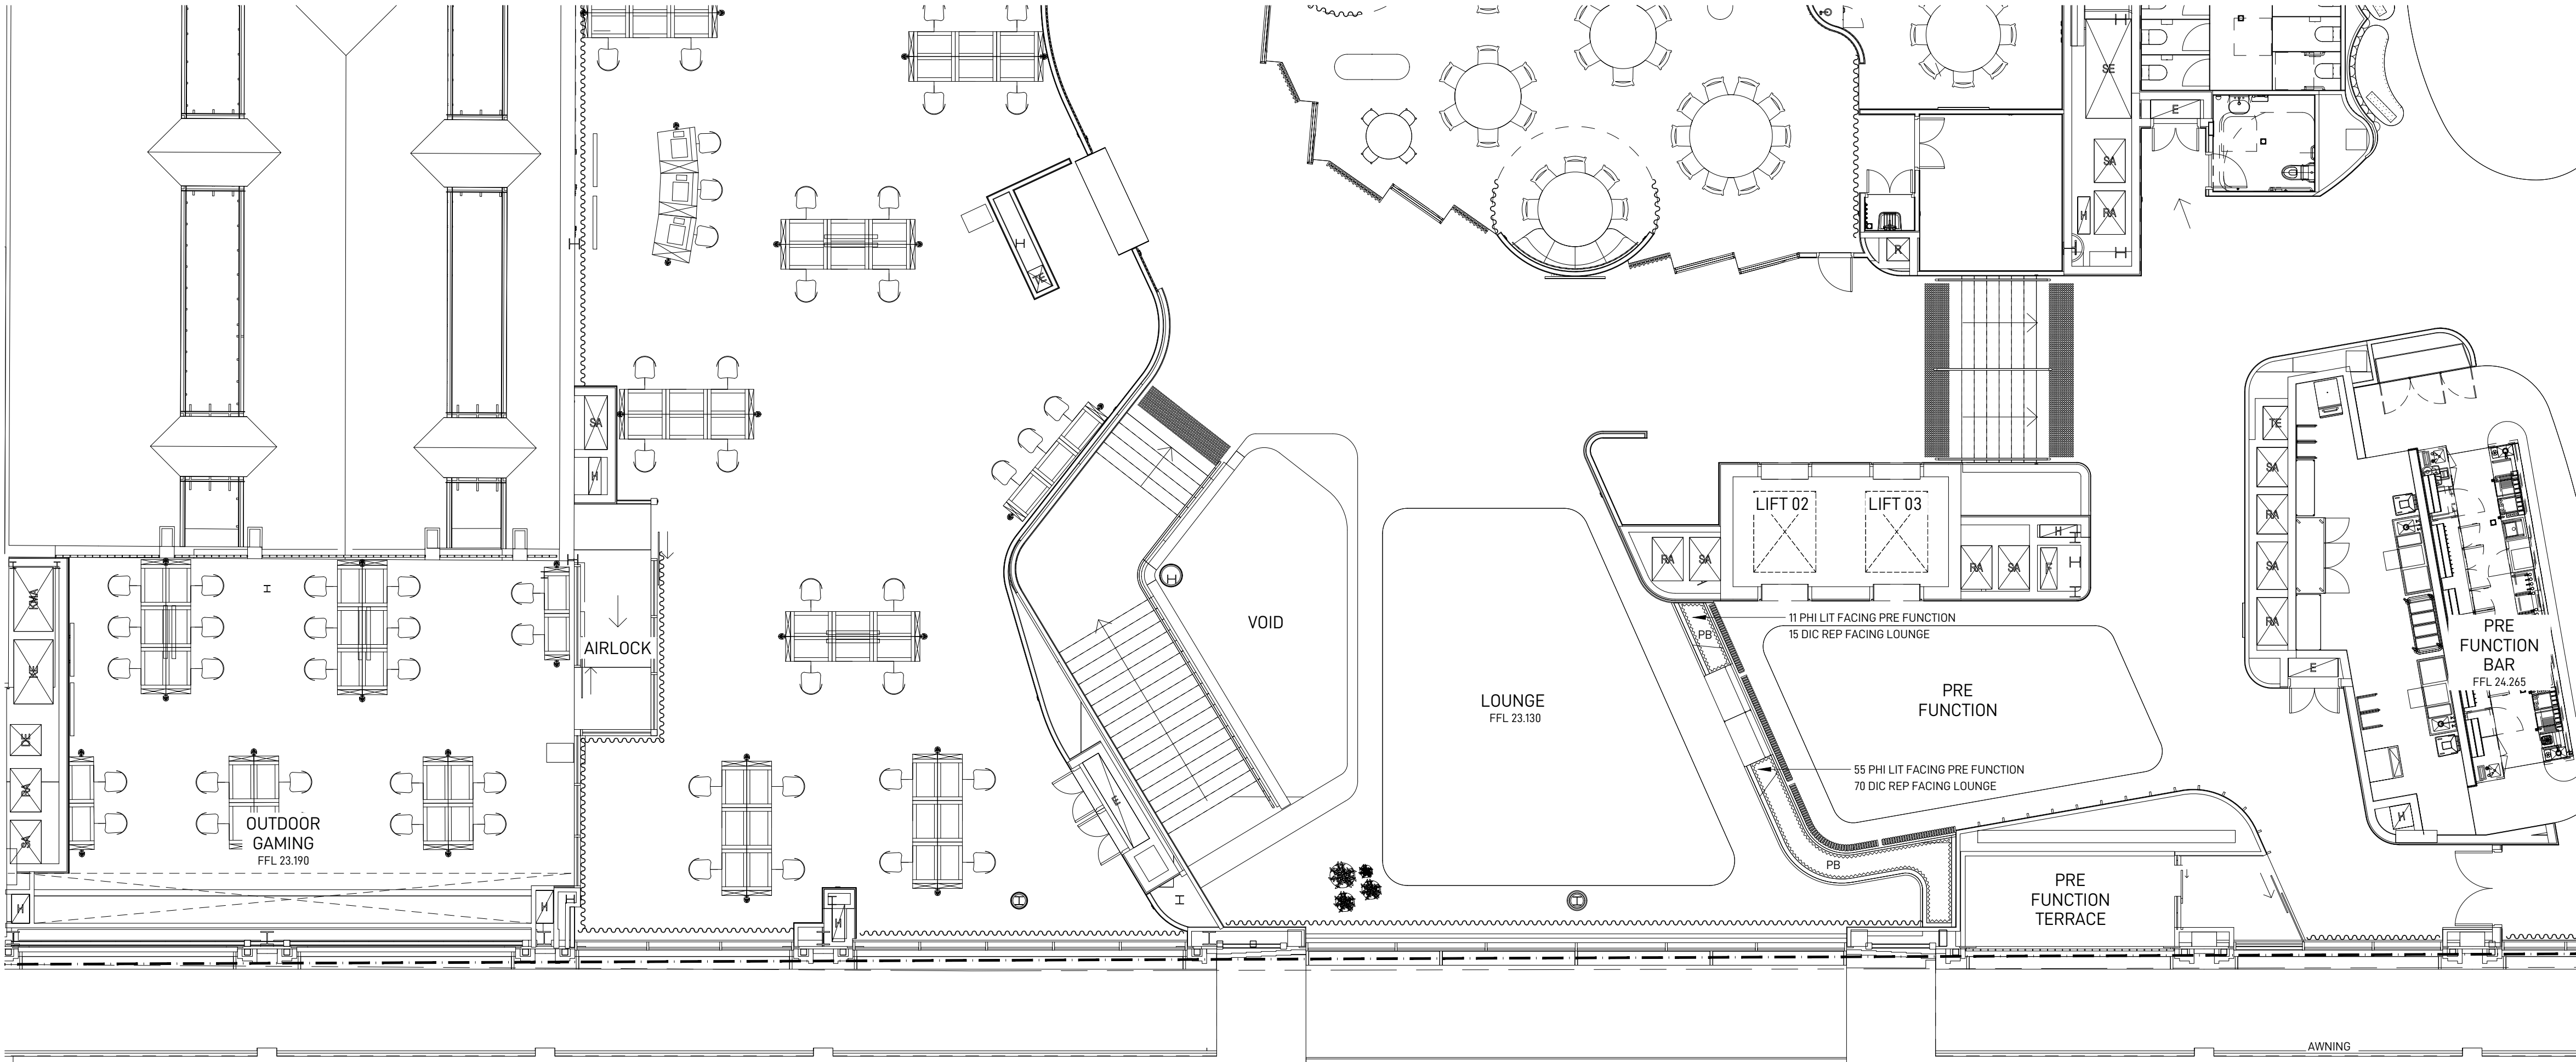 SE
E
SA
H
RA
R
TE
SA
H
TE
SA
RA
SA
RA
E
H
LIFT 02
LIFT 03
RA
SA
RA
SA
F
H
KMA
KE
DE
RA
SA
H
H
H
AIRLOCK
VOID
E
11 PHI LIT FACING PRE FUNCTION
15 DIC REP FACING LOUNGE
PB
LOUNGE
FFL 23.130
PRE
FUNCTION
55 PHI LIT FACING PRE FUNCTION
70 DIC REP FACING LOUNGE
PB
PRE
FUNCTION
BAR
FFL 24.265
OUTDOOR
GAMING
FFL 23.190
PRE
FUNCTION
TERRACE
AWNING